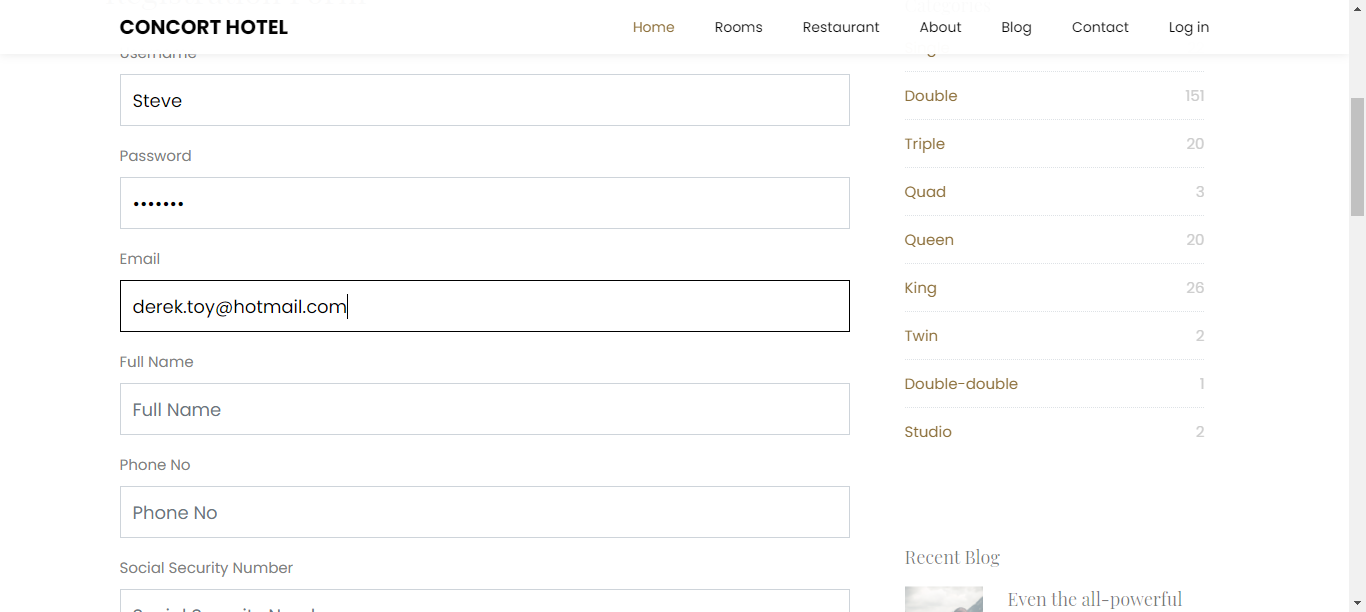 CONCORT HOTEL
Home
Rooms
Restaurant
About
Blog
Contact
Log in
Username
Steve
Password
•••••••
Email
derek.toy@hotmail.com
Full Name
Full Name
Phone No
Phone No
Social Security Number
Double 151
Triple 20
Quad 3
Queen 20
King 26
Twin 2
Double-double 1
Studio 2
Recent Blog
Even the all-powerful